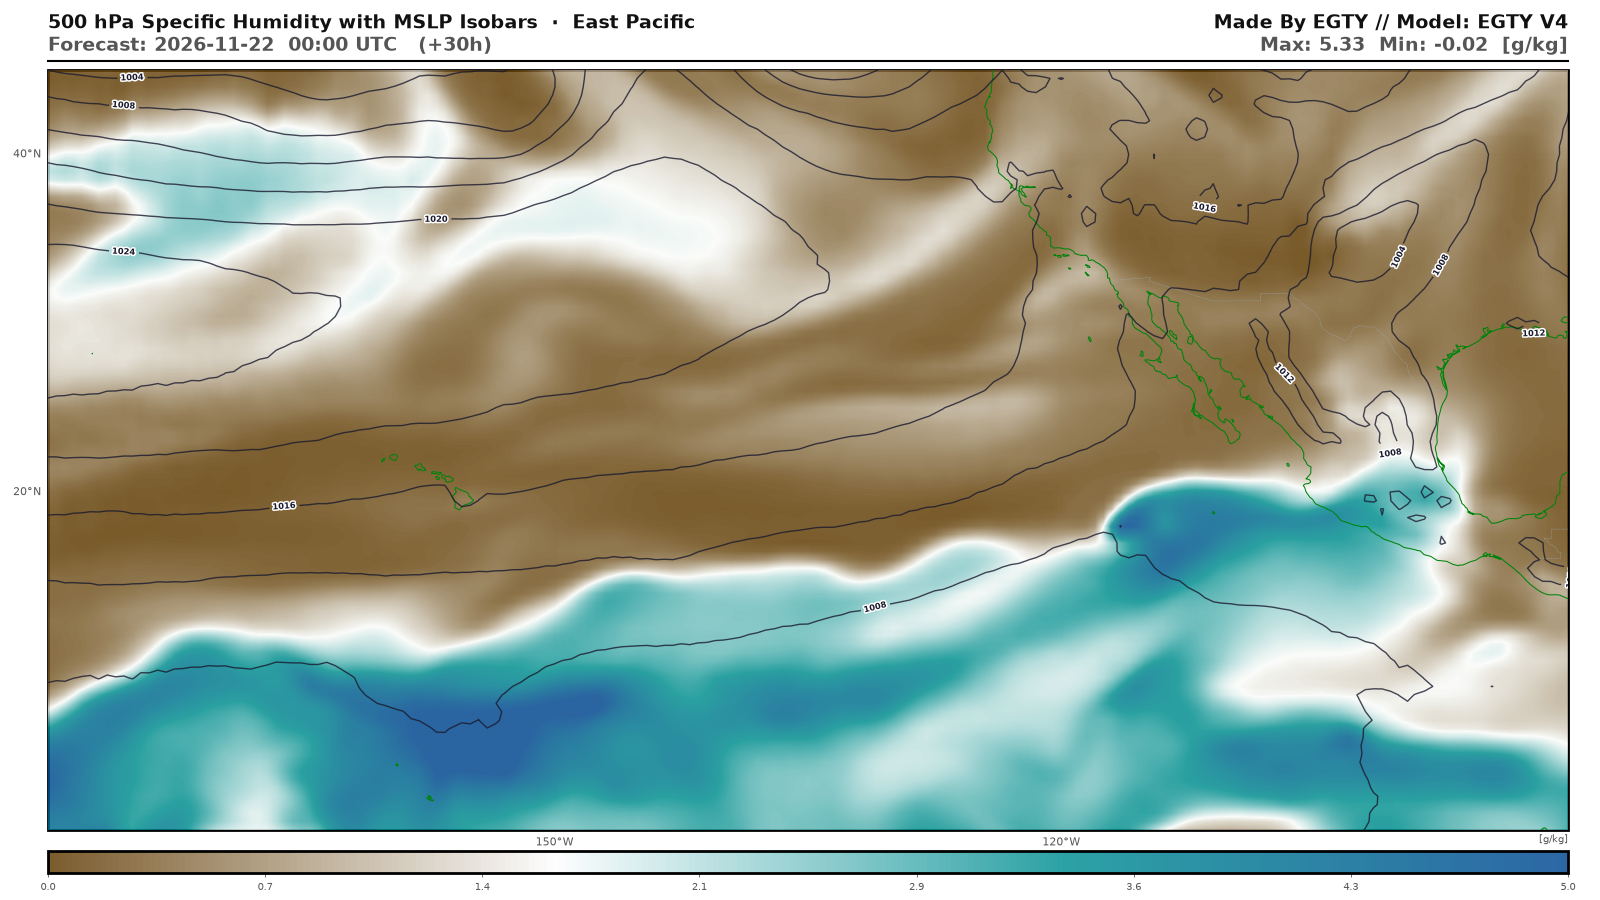 500 hPa Specific Humidity with MSLP Isobars · East Pacific
Made By EGTY // Model: EGTY V4
Forecast: 2026-11-22 00:00 UTC (+30h)
Max: 5.33 Min: -0.02 [g/kg]
1004
1008
40°N
1016
1020
1024
1004
1008
1012
1012
1008
20°N
1016
1008
150°W
120°W
[g/kg]
0.0
0.7
1.4
2.1
2.9
3.6
4.3
5.0